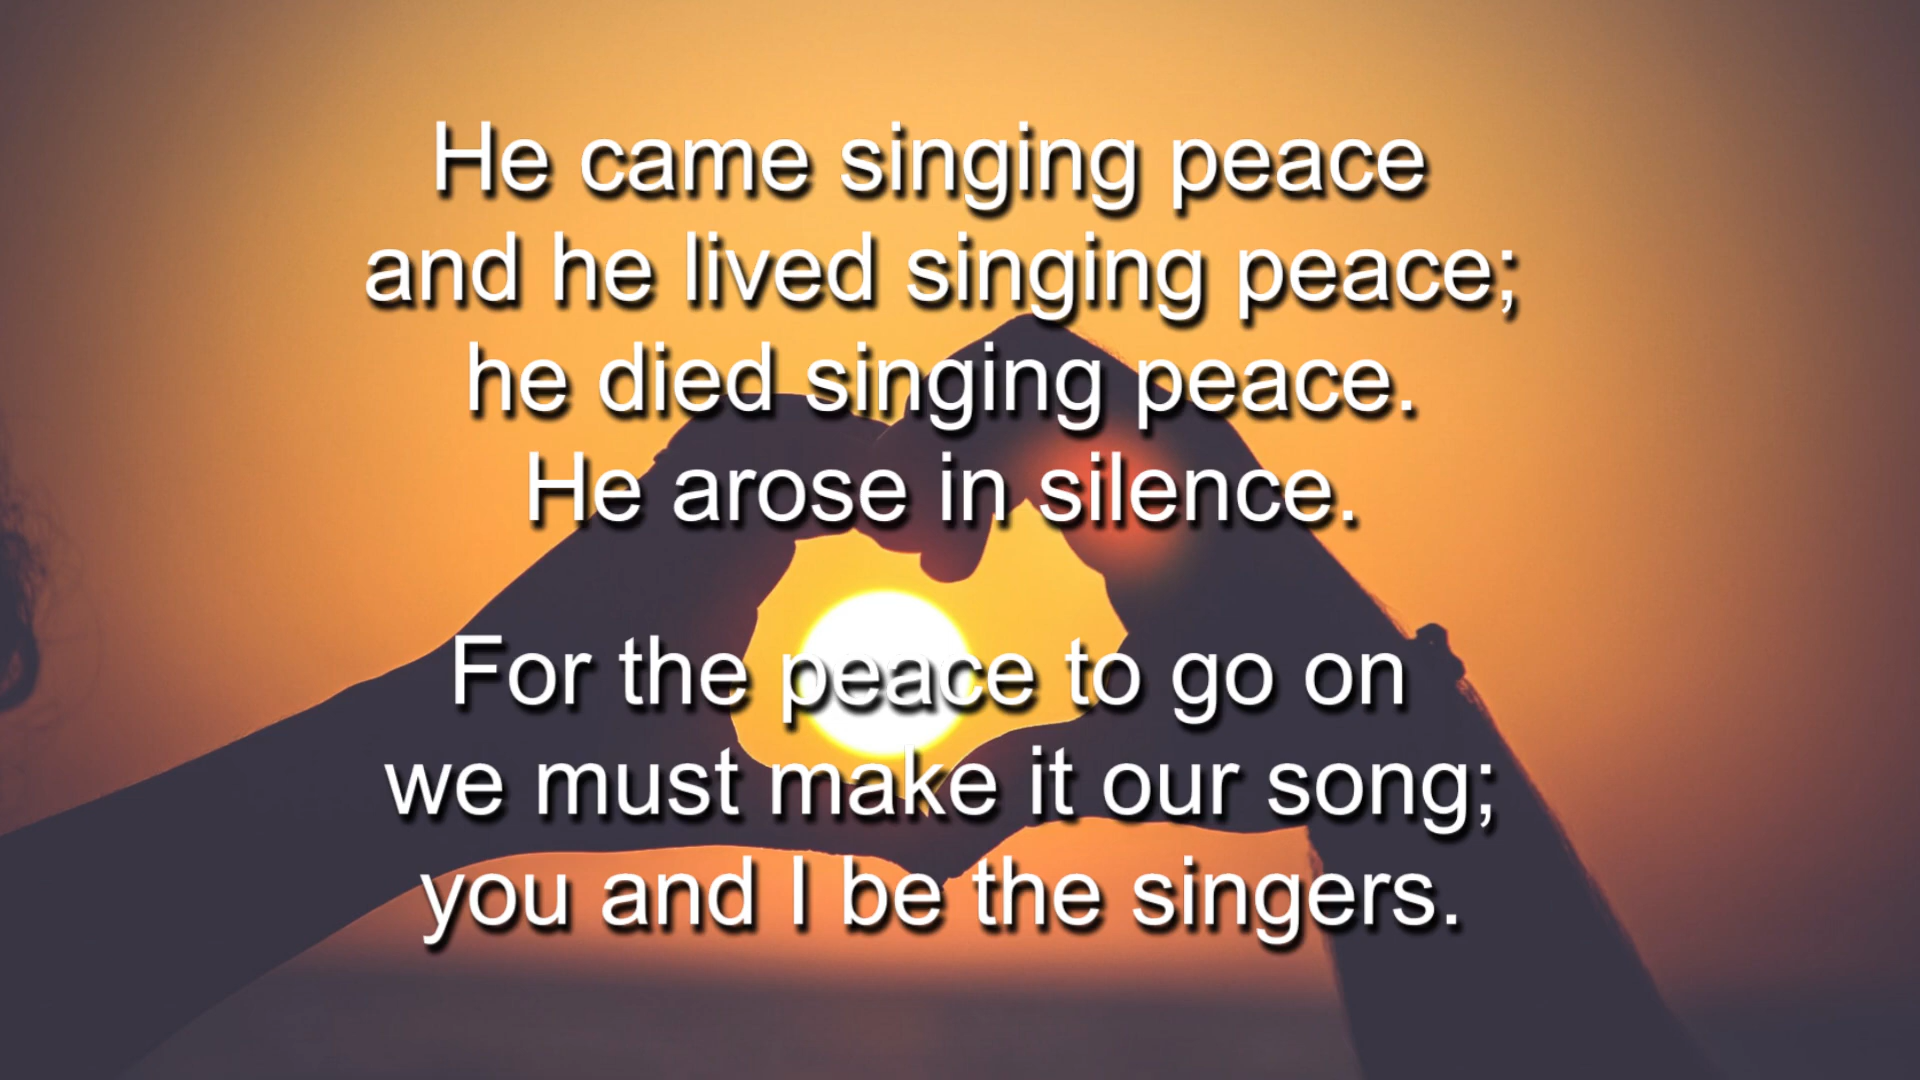 He came singing peace
and he lived singing peace;
he died singing peace.
He arose in silence.
For the peace to go on
we must make it our song;
you and I be the singers.